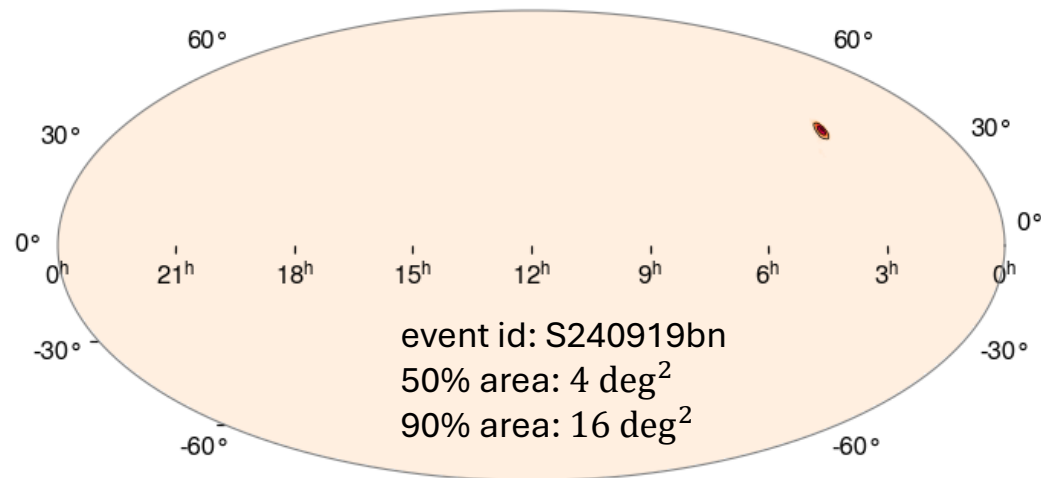 60° 60°
30° 30°
0° 0°
0ʰ 21ʰ 18ʰ 15ʰ 12ʰ 9ʰ 6ʰ 3ʰ 0ʰ
event id: S240919bn
-30° -30°
50% area: 4 deg²
90% area: 16 deg²
-60° -60°